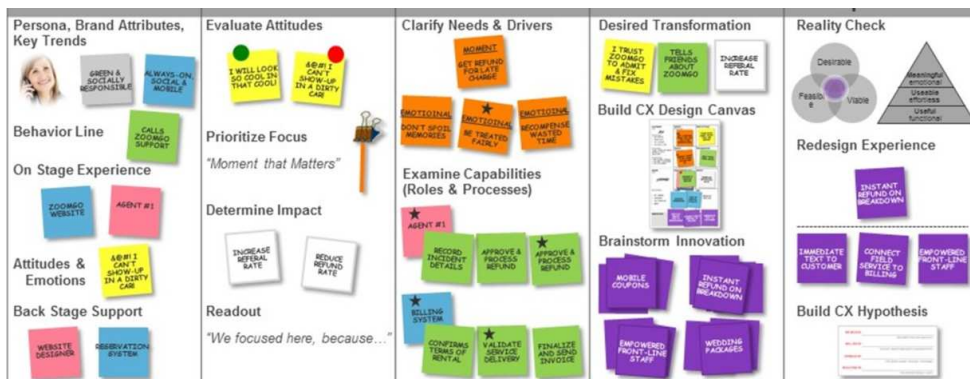 Persona, Brand Attributes,
Key Trends
GREEN &
SOCIALLY
RESPONSIBLE
ALWAYS-ON,
SOCIAL &
MOBILE
Behavior Line
CALLS
ZOOMGO
SUPPORT
On Stage Experience
ZOOMGO
WEBSITE
AGENT #1
Attitudes &
Emotions
&@#!I
CAN'T
SHOW-UP
IN A DIRTY
CAR!
Back Stage Support
WEBSITE
DESIGNER
RESERVATION
SYSTEM
Evaluate Attitudes
I WILL LOOK
SO COOL IN
THAT COOL!
&@#!I
CAN'T
SHOW-UP
IN A DIRTY
CARE
Prioritize Focus
"Moment that Matters"
Determine Impact
INCREASE
REFERAL
RATE
REDUCE
REFUND
RATE
Readout
"We focused here, because…"
Clarify Needs & Drivers
MOMENT
GET REFUND
FOR LATE
CHARGE
EMOTIOINAL
DON'T SPOIL
MEMORIES
EMOTIOINAL
BE TREATED
FAIRLY
EMOTIOINAL
RECOMPENSE
WASTED
TIME
Examine Capabilities
(Roles & Processes)
AGENT #1
RECORD
INCIDENT
DETAILS
APPROVE &
PROCESS
REFUND
APPROVE &
PROCESS
REFUND
BILLING
SYSTEM
CONFIRMS
TERMS OF
RENTAL
VALIDATE
SERVICE
DELIVERY
FINALIZE
AND SEND
INVOICE
Desired Transformation
I TRUST
ZOOMGO
TO ADMIT
& FIX
MISTAKES
TELLS
FRIENDS
ABOUT
ZOOMGO
INCREASE
REFERAL
RATE
Build CX Design Canvas
Brainstorm Innovation
MOBILE
COUPONS
INSTANT
REFUND ON
BREAKDOWN
EMPOWERED
FRONT-LINE
STAFF
WEDDING
PACKAGES
Reality Check
Desirable
Feasibl
e
Viable
Meaningful
emotional
Useable
effortless
Useful
functional
Redesign Experience
INSTANT
REFUND ON
BREAKDOWN
IMMEDIATE
TEXT TO
CUSTOMER
CONNECT
FIELD
SERVICE TO
BILLING
EMPOWERED
FRONT-LINE
STAFF
Build CX Hypothesis